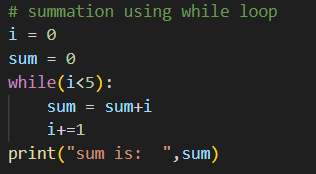 # summation using while loop
i = 0
sum = 0
while(i<5):
    sum = sum+i
    i+=1
print("sum is:  ",sum)